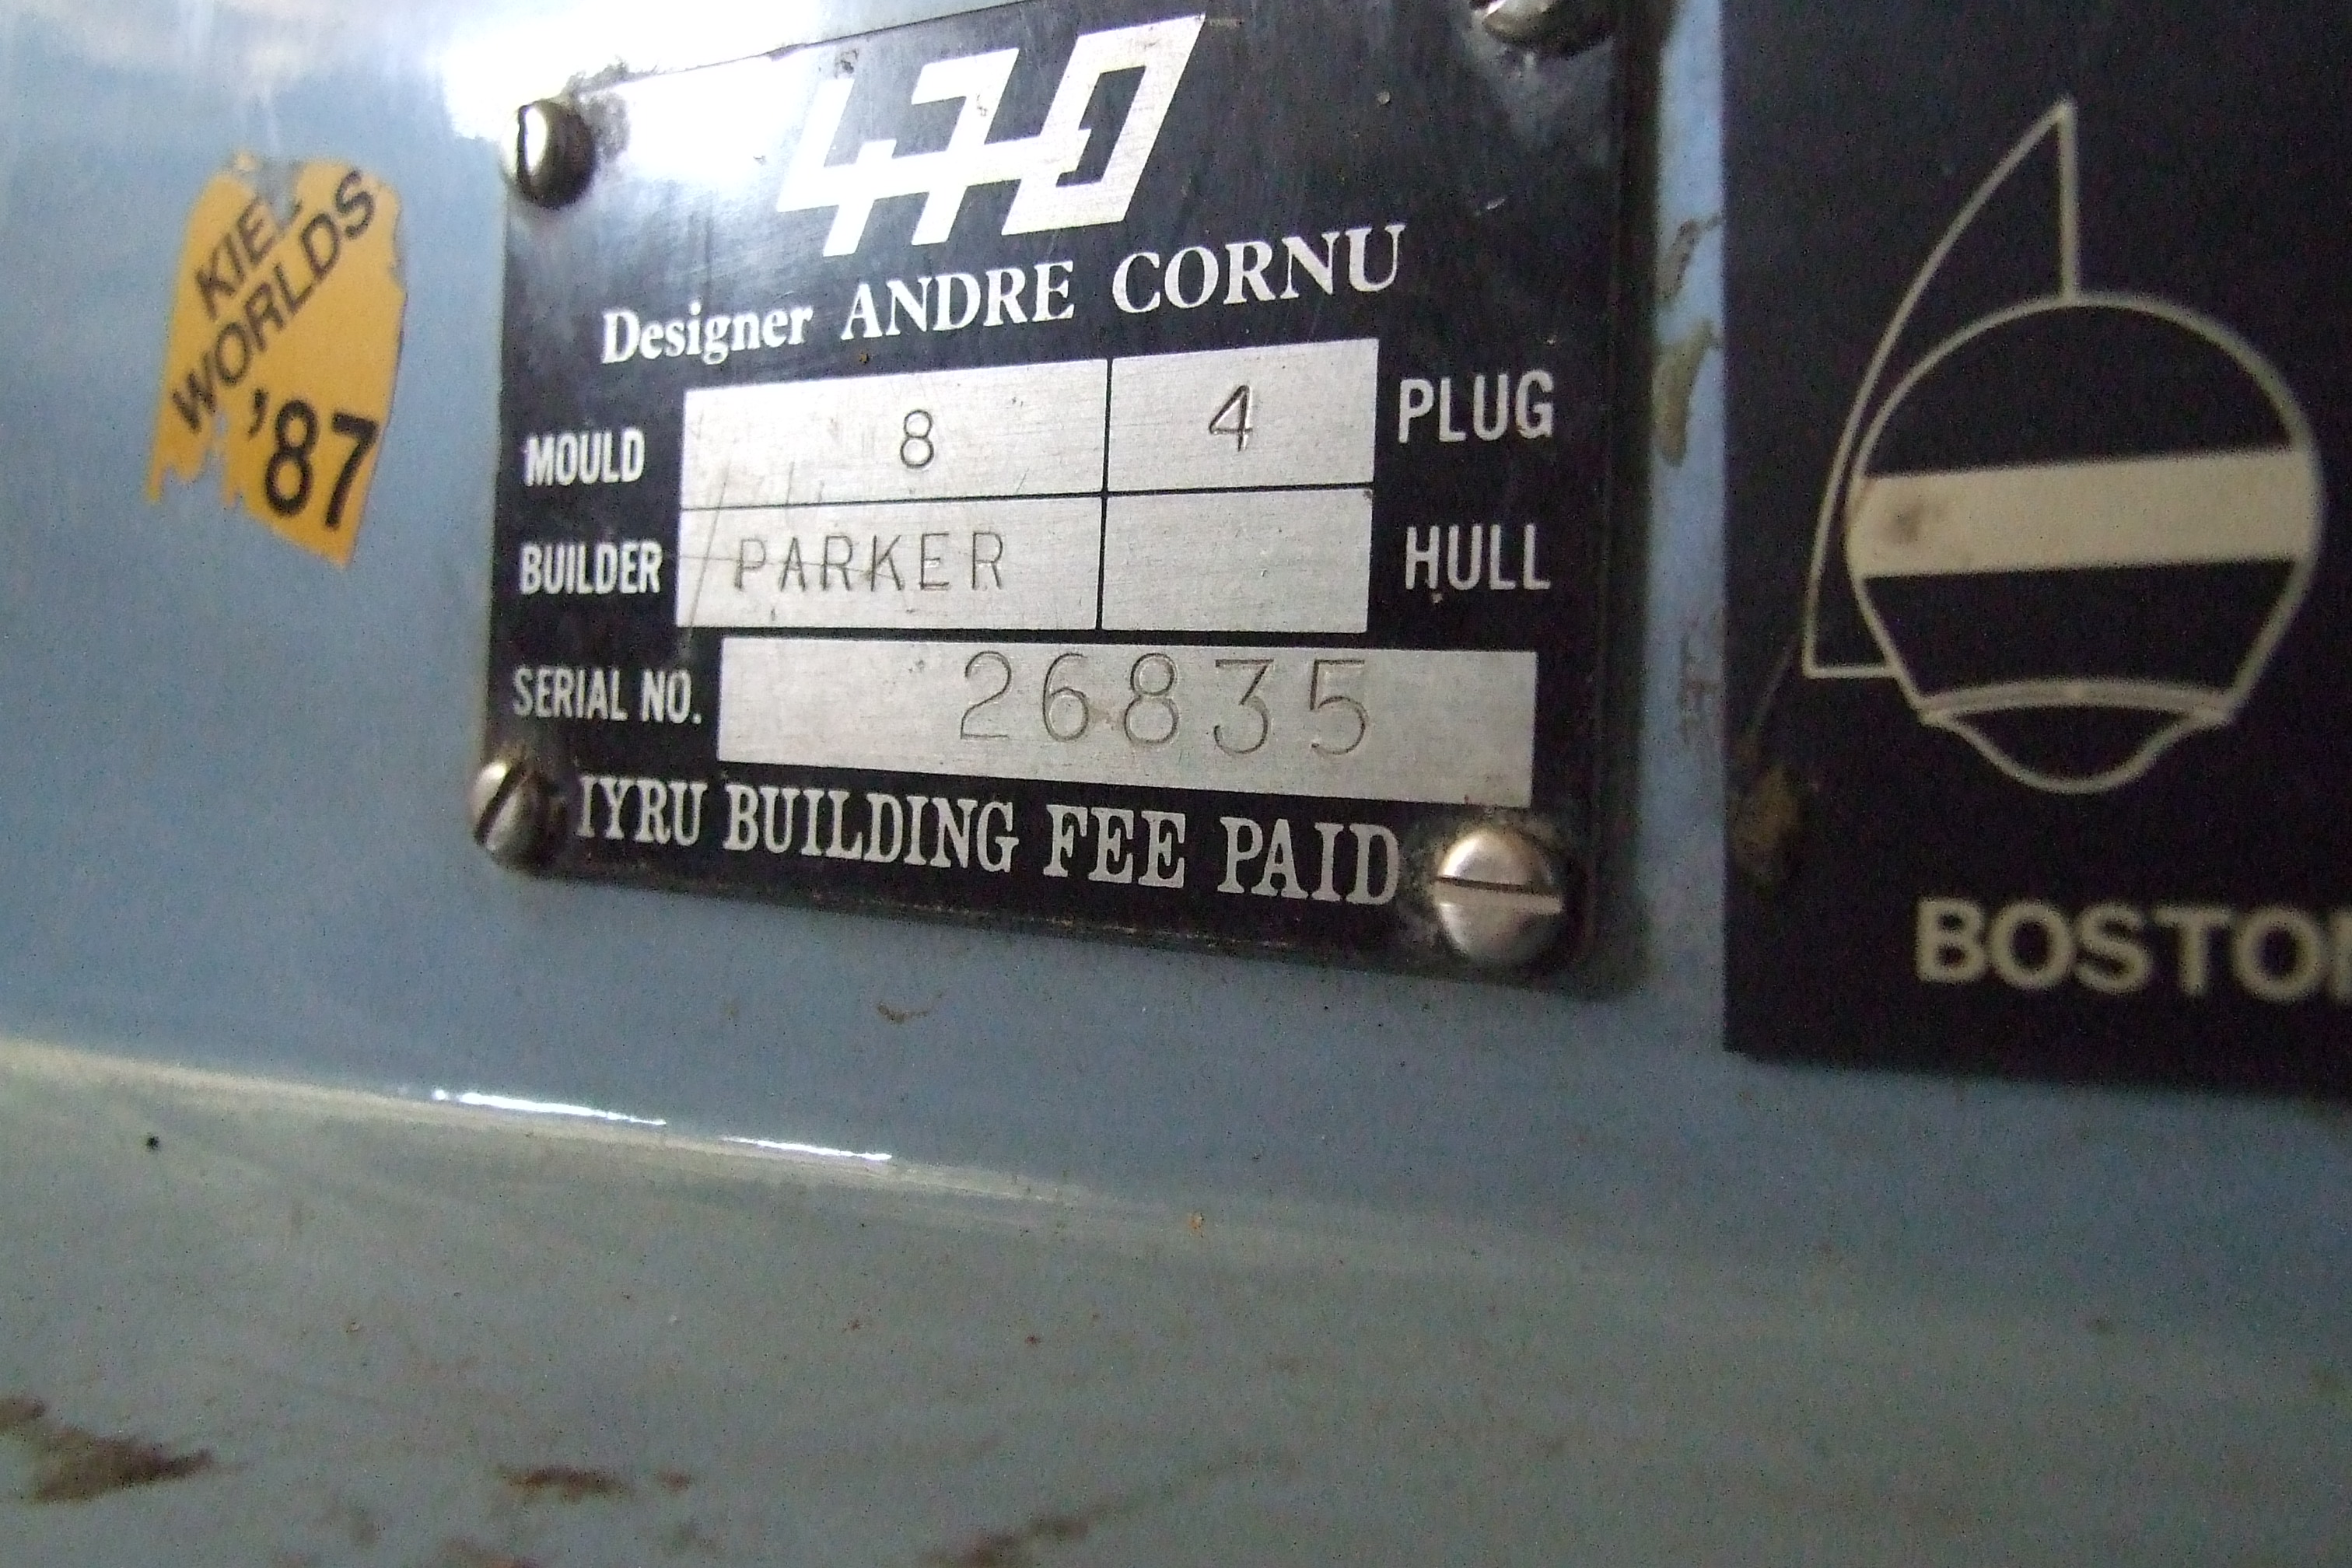 KIEL
WORLDS
'87
470
Designer ANDRE CORNU
MOULD 8 4 PLUG
BUILDER PARKER HULL
SERIAL NO. 26835
IYRU BUILDING FEE PAID
BOSTON